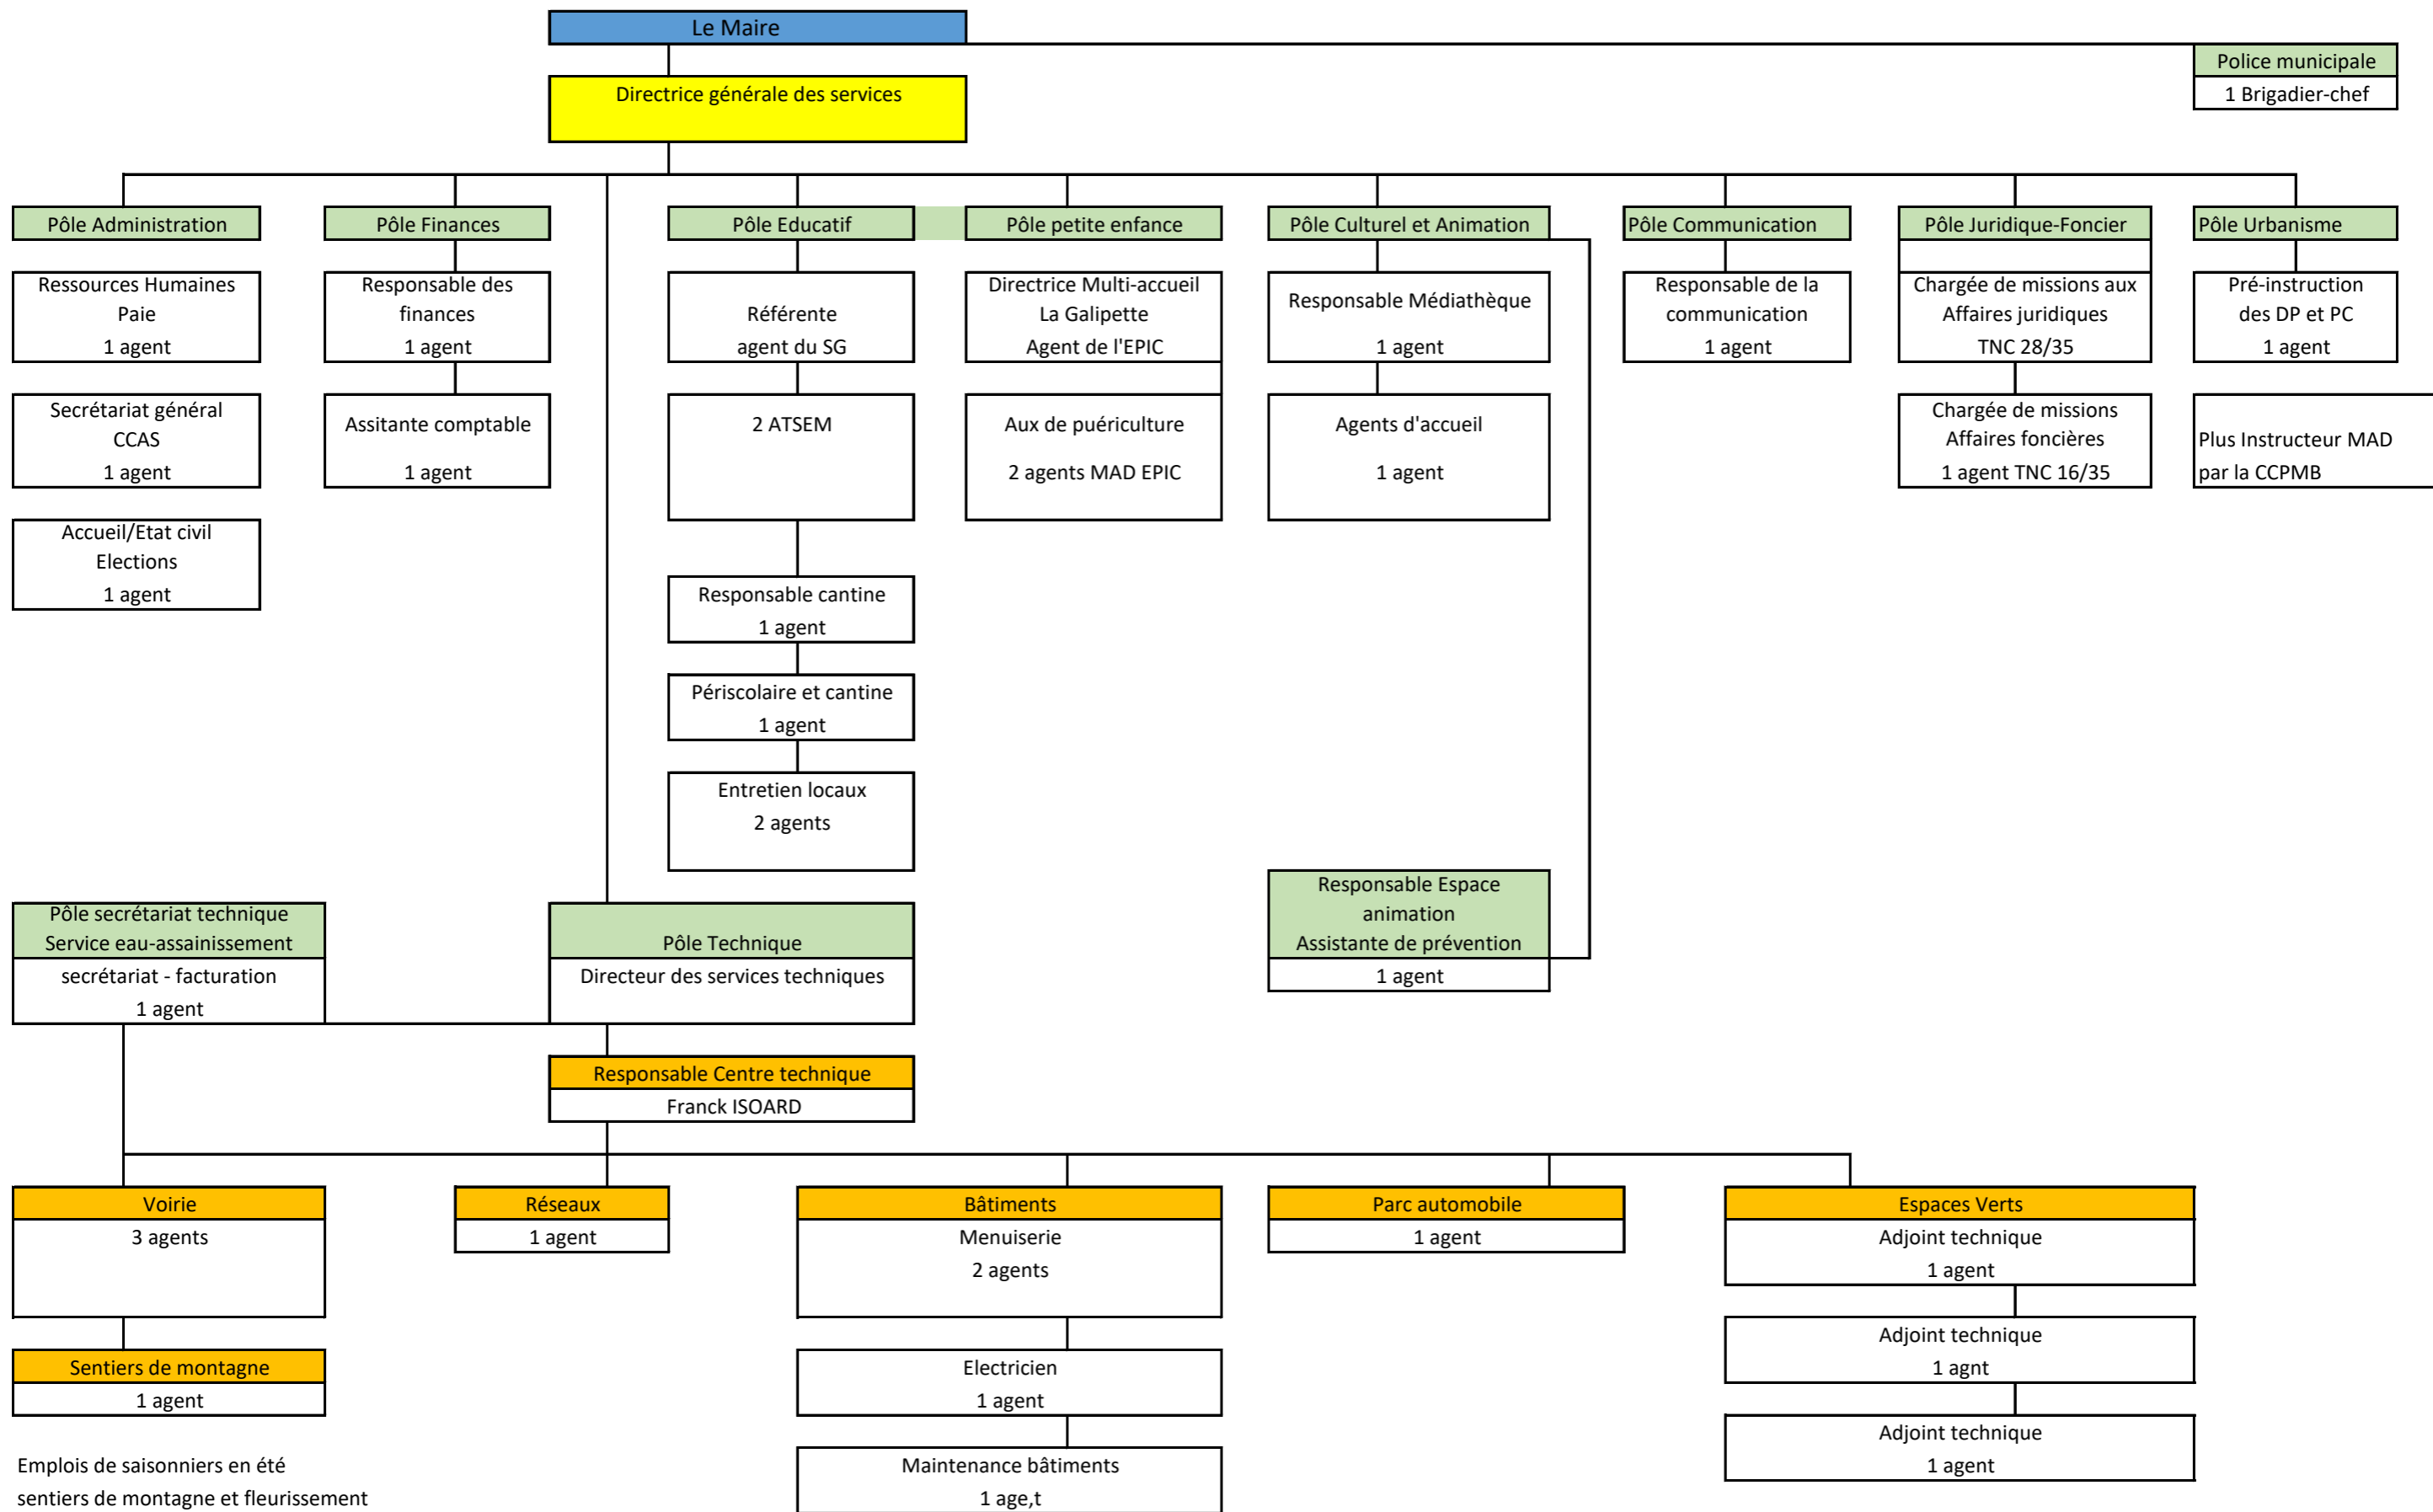 Le Maire
Police municipale
1 Brigadier-chef
Directrice générale des services
Pôle Administration
Ressources Humaines
Paie
1 agent
Secrétariat général
CCAS
1 agent
Accueil/Etat civil
Elections
1 agent
Pôle Finances
Responsable des
finances
1 agent
Assitante comptable
1 agent
Pôle Educatif
Référente
agent du SG
2 ATSEM
Responsable cantine
1 agent
Périscolaire et cantine
1 agent
Entretien locaux
2 agents
Pôle petite enfance
Directrice Multi-accueil
La Galipette
Agent de l'EPIC
Aux de puériculture
2 agents MAD EPIC
Pôle Culturel et Animation
Responsable Médiathèque
1 agent
Agents d'accueil
1 agent
Responsable Espace
animation
Assistante de prévention
1 agent
Pôle Communication
Responsable de la
communication
1 agent
Pôle Juridique-Foncier
Chargée de missions aux
Affaires juridiques
TNC 28/35
Chargée de missions
Affaires foncières
1 agent TNC 16/35
Pôle Urbanisme
Pré-instruction
des DP et PC
1 agent
Plus Instructeur MAD
par la CCPMB
Pôle secrétariat technique
Service eau-assainissement
secrétariat - facturation
1 agent
Pôle Technique
Directeur des services techniques
Responsable Centre technique
Franck ISOARD
Voirie
3 agents
Sentiers de montagne
1 agent
Réseaux
1 agent
Bâtiments
Menuiserie
2 agents
Electricien
1 agent
Maintenance bâtiments
1 age,t
Parc automobile
1 agent
Espaces Verts
Adjoint technique
1 agent
Adjoint technique
1 agnt
Adjoint technique
1 agent
Emplois de saisonniers en été
sentiers de montagne et fleurissement